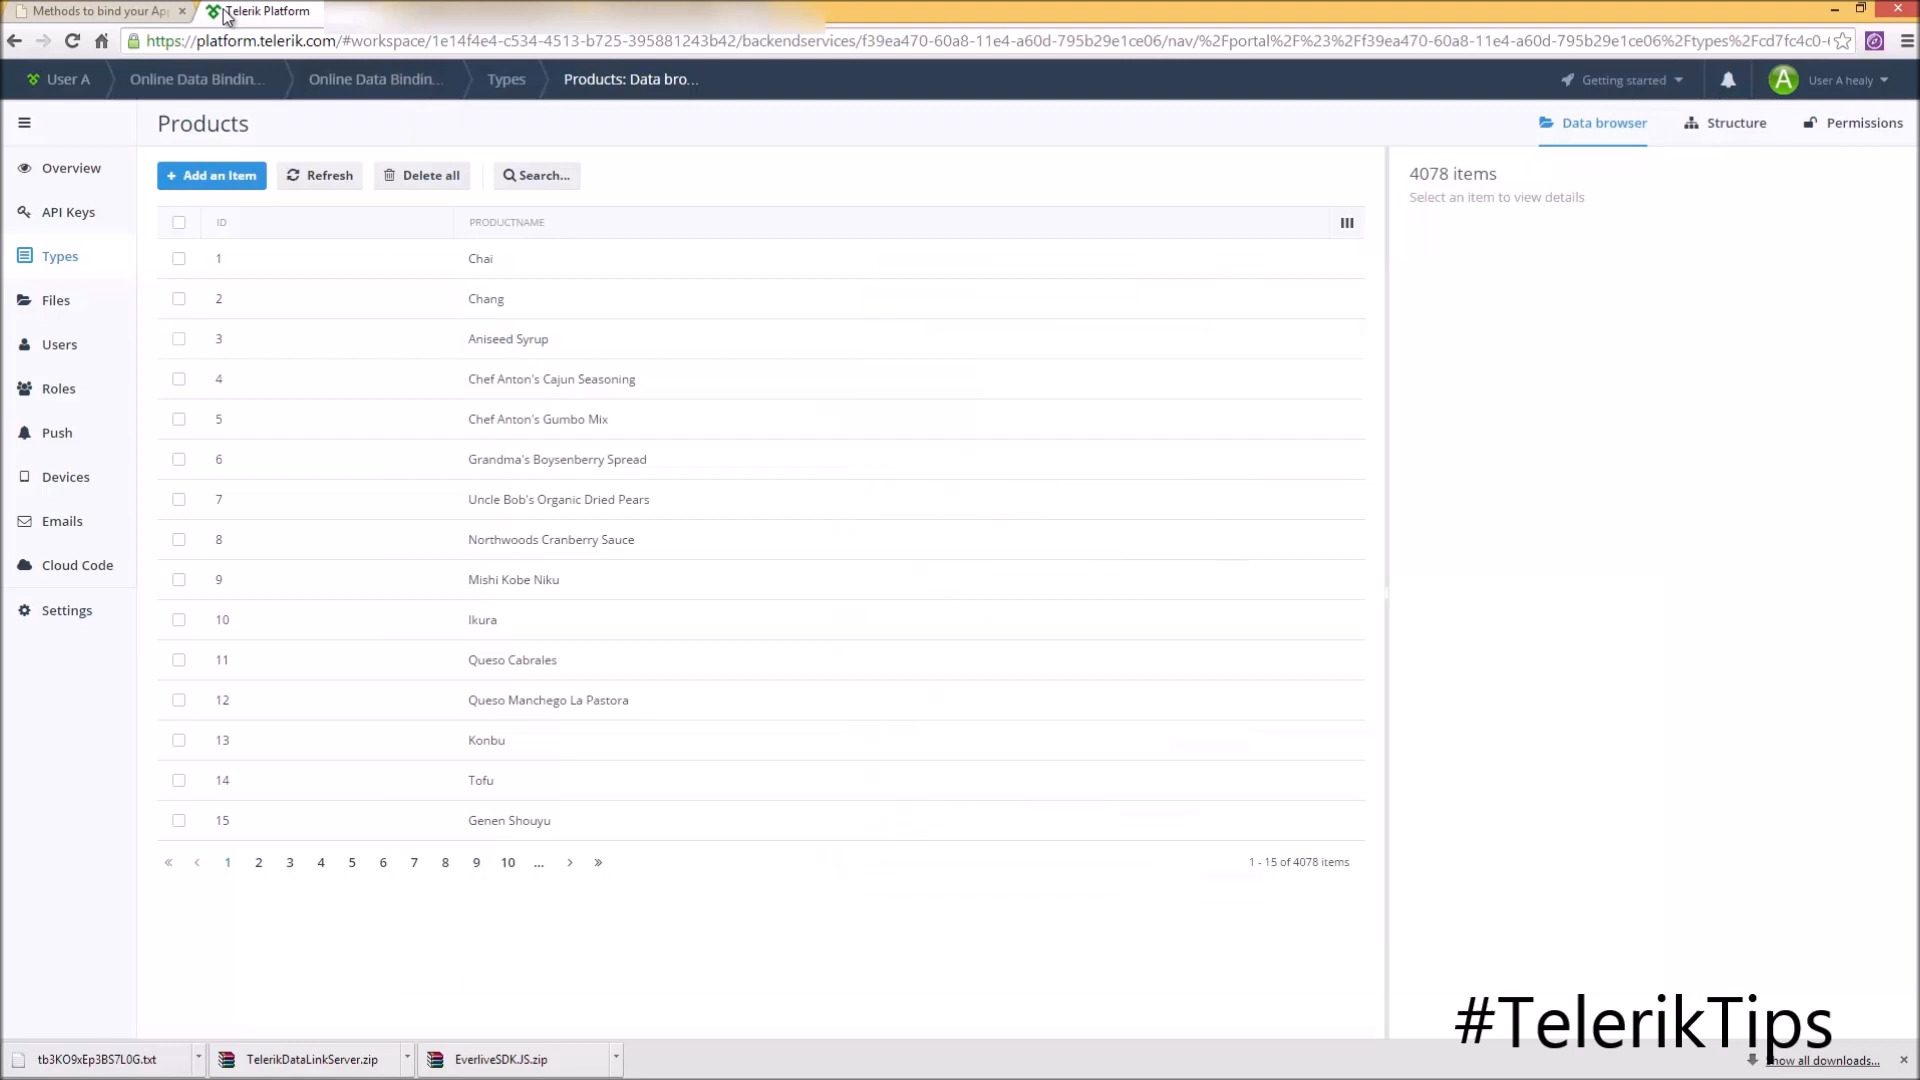 Methods to bind your Ap
Telerik Platform
https://platform.telerik.com/#workspace/1e14f4e4-c534-4513-b725-395881243b42/backendservices/f39ea470-60a8-11e4-a60d-795b29e1ce06/nav/%2Fportal%2F%23%2Ff39ea470-60a8-11e4-a60d-795b29e1ce06%2Ftypes%2Fcd7fc4c0-
User A
Online Data Bindin...
Online Data Bindin...
Types
Products: Data bro...
Getting started
A
User A healy
Products
Data browser
Structure
Permissions
Overview
API Keys
Types
Files
Users
Roles
Push
Devices
Emails
Cloud Code
Settings
+ Add an Item
Refresh
Delete all
Search...
ID PRODUCTNAME
1 Chai
2 Chang
3 Aniseed Syrup
4 Chef Anton's Cajun Seasoning
5 Chef Anton's Gumbo Mix
6 Grandma's Boysenberry Spread
7 Uncle Bob's Organic Dried Pears
8 Northwoods Cranberry Sauce
9 Mishi Kobe Niku
10 Ikura
11 Queso Cabrales
12 Queso Manchego La Pastora
13 Konbu
14 Tofu
15 Genen Shouyu
« ‹ 1 2 3 4 5 6 7 8 9 10 ... › »
1 - 15 of 4078 items
4078 items
Select an item to view details
#TelerikTips
tb3KO9xEp3BS7L0G.txt
TelerikDataLinkServer.zip
EverliveSDK.JS.zip
Show all downloads...